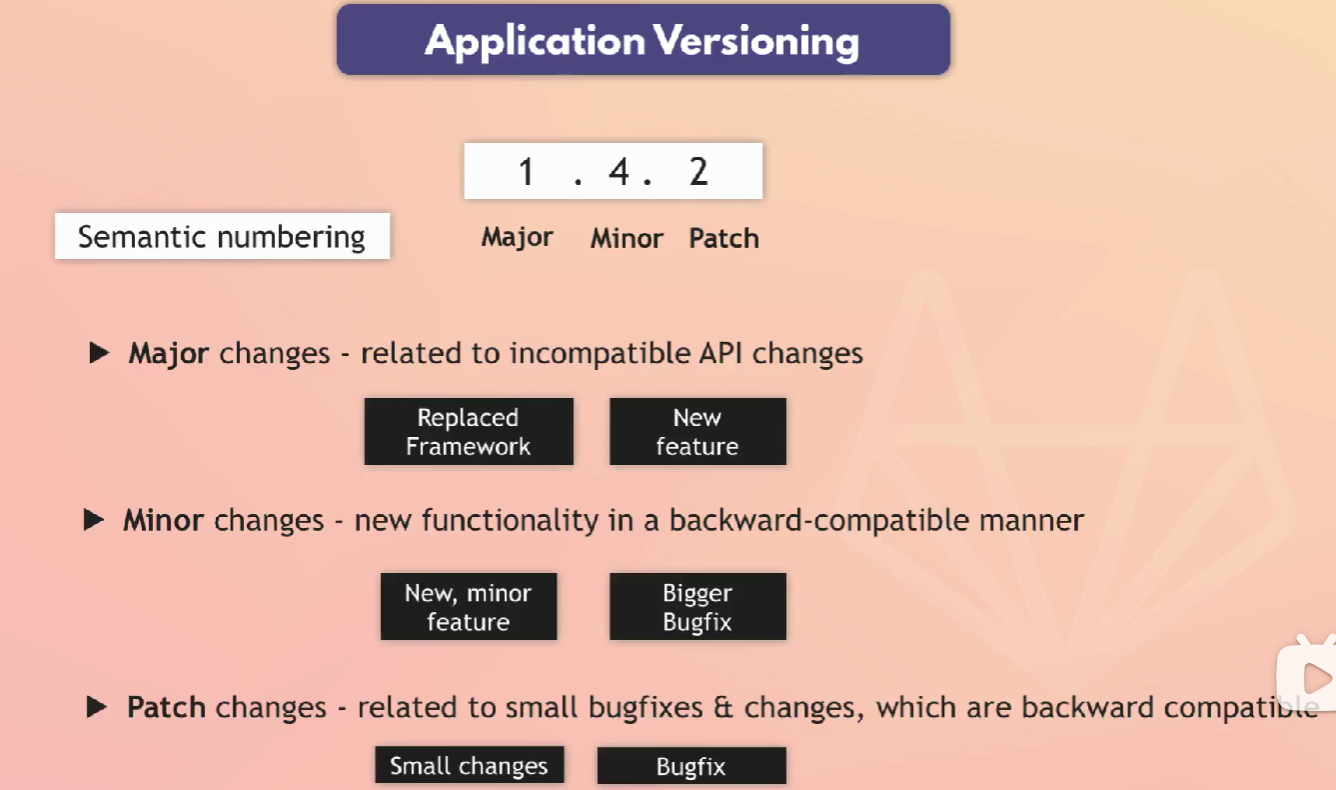 Application Versioning
1 . 4 . 2
Semantic numbering
Major Minor Patch
▶ Major changes - related to incompatible API changes
Replaced
Framework
New
feature
▶ Minor changes - new functionality in a backward-compatible manner
New, minor
feature
Bigger
Bugfix
▶ Patch changes - related to small bugfixes & changes, which are backward compatible
Small changes
Bugfix